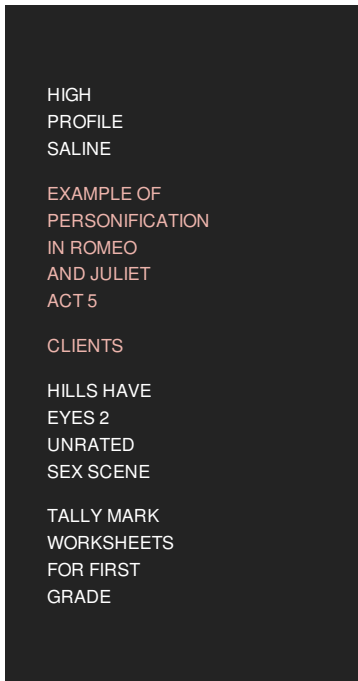 HIGH
PROFILE
SALINE
EXAMPLE OF
PERSONIFICATION
IN ROMEO
AND JULIET
ACT 5
CLIENTS
HILLS HAVE
EYES 2
UNRATED
SEX SCENE
TALLY MARK
WORKSHEETS
FOR FIRST
GRADE